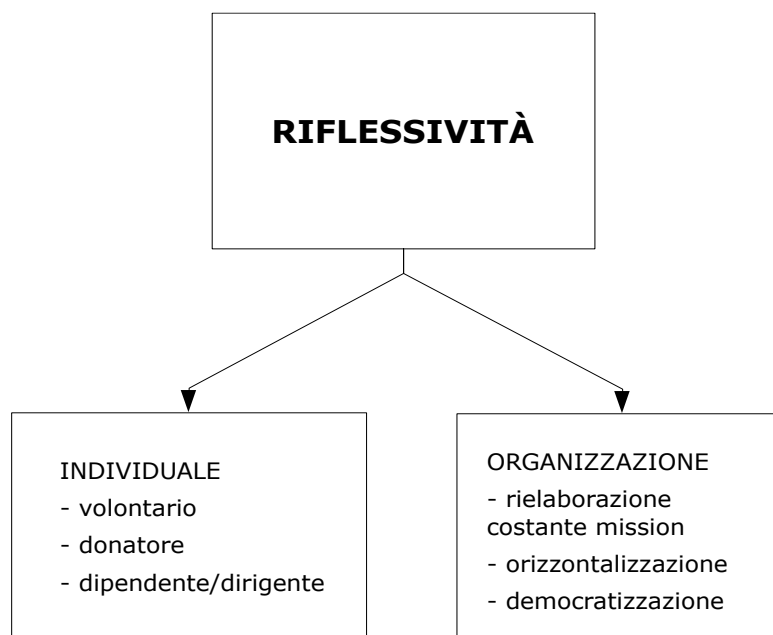 RIFLESSIVITÀ
INDIVIDUALE
- volontario
- donatore
- dipendente/dirigente
ORGANIZZAZIONE
- rielaborazione
costante mission
- orizzontalizzazione
- democratizzazione